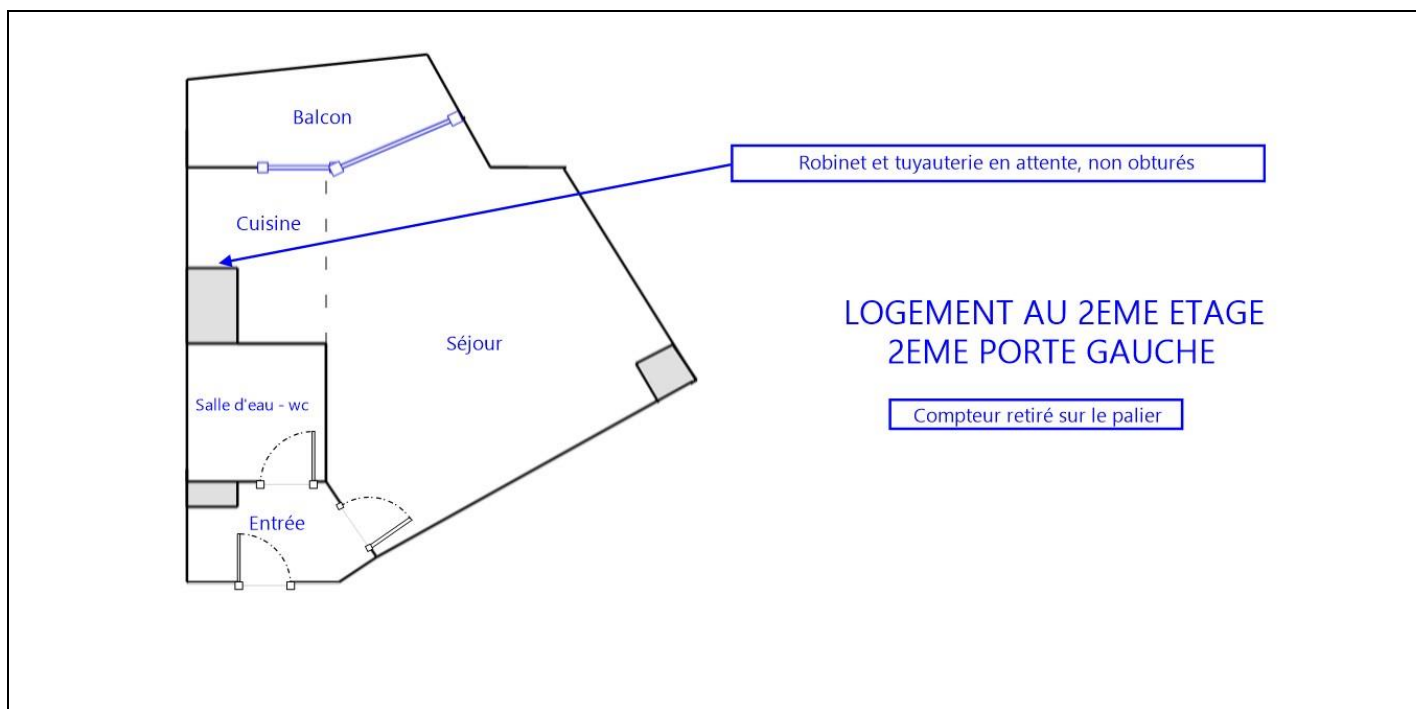 Balcon
Robinet et tuyauterie en attente, non obturés
Cuisine
LOGEMENT AU 2EME ETAGE
2EME PORTE GAUCHE
Séjour
Salle d'eau - wc
Compteur retiré sur le palier
Entrée